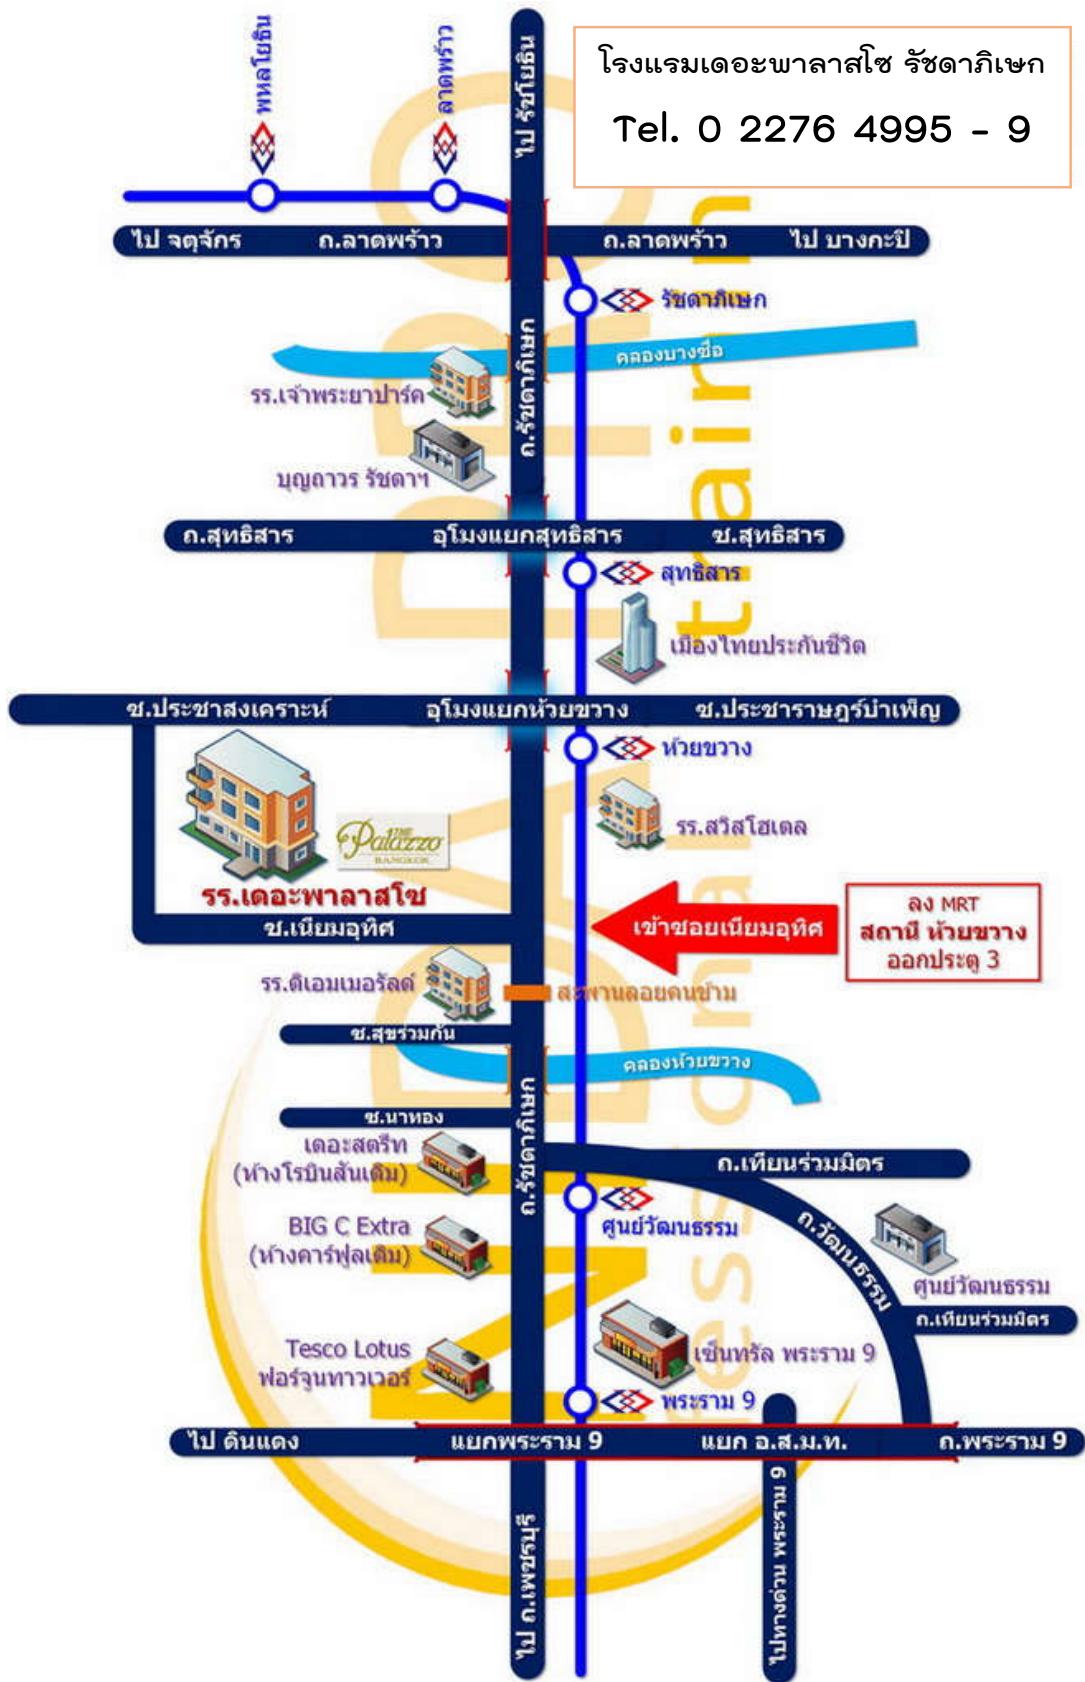 พหลโยธิน
ลาดพร้าว
ไป รัชโยธิน
โรงแรมเดอะพาลาสโซ รัชดาภิเษก
Tel. 0 2276 4995 - 9
ไป จตุจักร
ถ.ลาดพร้าว
ถ.ลาดพร้าว
ไป บางกะปิ
รัชดาภิเษก
ถ.รัชดาภิเษก
คลองบางซื่อ
รร.เจ้าพระยาปาร์ค
บุญถาวร รัชดาฯ
ถ.สุทธิสาร
อุโมงแยกสุทธิสาร
ซ.สุทธิสาร
สุทธิสาร
เมืองไทยประกันชีวิต
ซ.ประชาสงเคราะห์
อุโมงแยกห้วยขวาง
ซ.ประชาราษฎร์บำเพ็ญ
ห้วยขวาง
THE
Palazzo
BANGKOK
รร.สวิสโฮเตล
รร.เดอะพาลาสโซ
ซ.เนียมอุทิศ
เข้าซอยเนียมอุทิศ
ลง MRT
สถานี ห้วยขวาง
ออกประตู 3
รร.ดิเอมเมอรัลด์
สะพานลอยคนข้าม
ซ.สุขร่วมกัน
คลองห้วยขวาง
ซ.นาทอง
ถ.รัชดาภิเษก
เดอะสตรีท
(ห้างโรบินสันเดิม)
ถ.เทียนร่วมมิตร
ศูนย์วัฒนธรรม
ถ.วัฒนธรรม
BIG C Extra
(ห้างคาร์ฟูลเดิม)
ศูนย์วัฒนธรรม
ถ.เทียนร่วมมิตร
Tesco Lotus
ฟอร์จูนทาวเวอร์
เซ็นทรัล พระราม 9
พระราม 9
ไป ดินแดง
แยกพระราม 9
แยก อ.ส.ม.ท.
ถ.พระราม 9
ไป ถ.เพชรบุรี
ไปทางด่วน พระราม 9